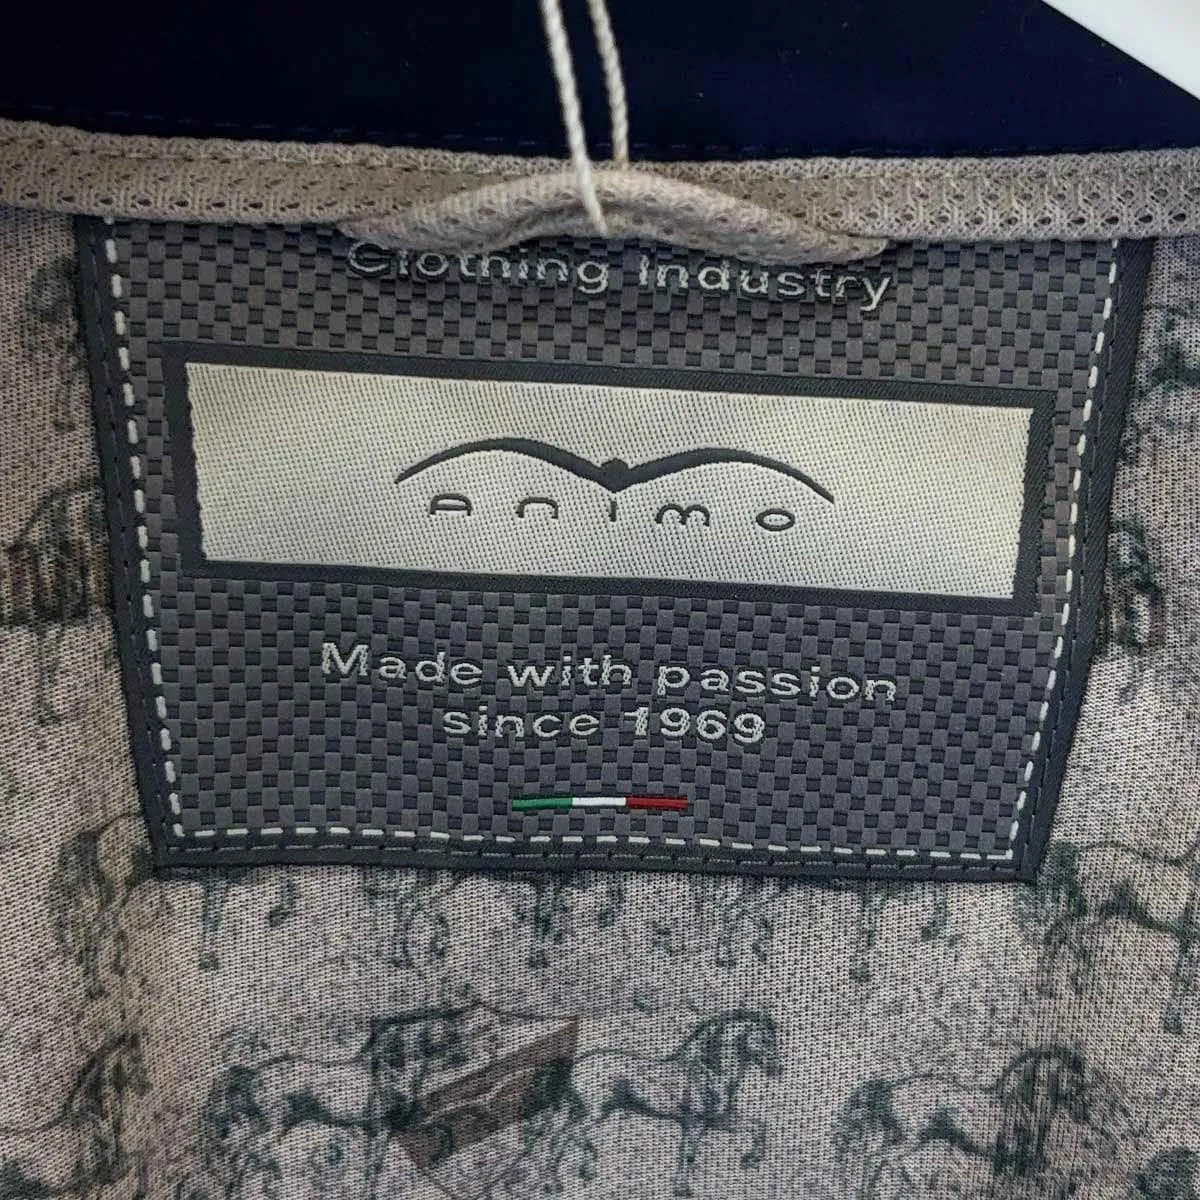 Clothing Industry
Animo
Made with passion
since 1969